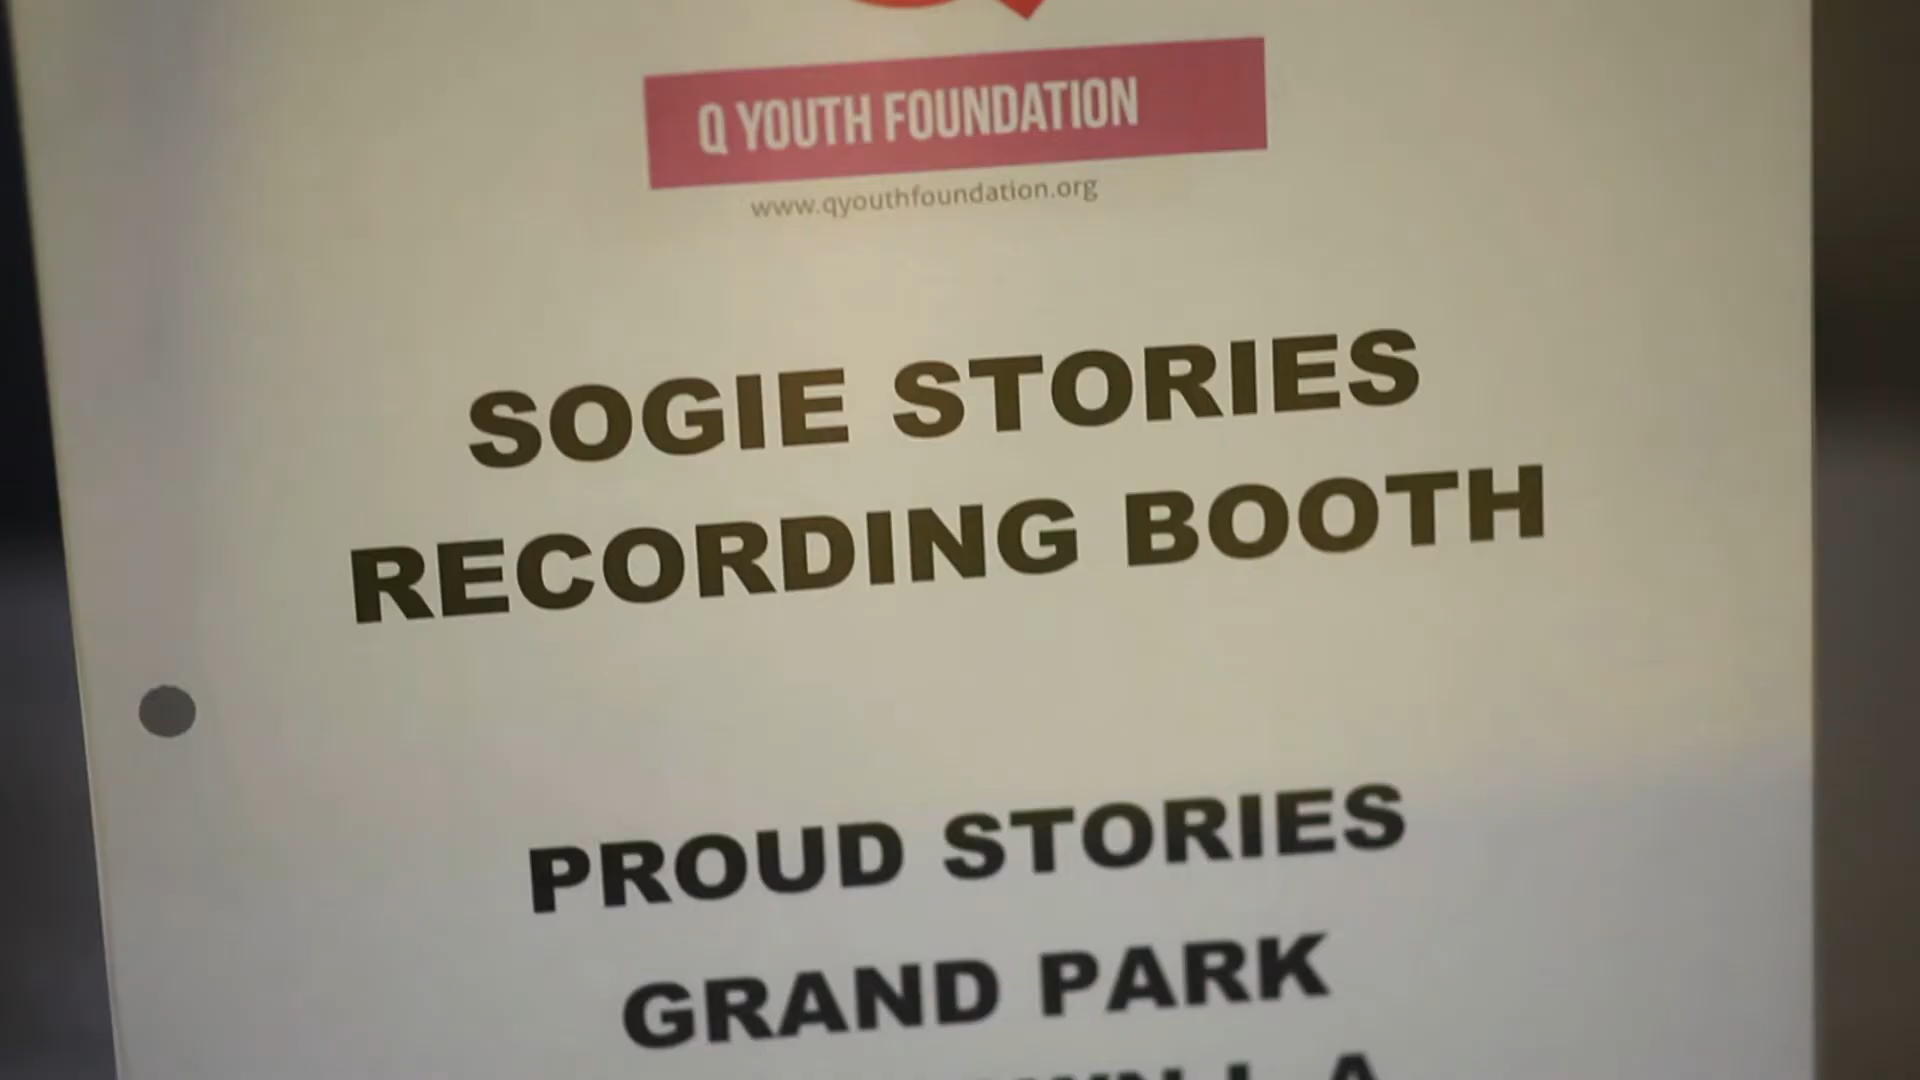 Q YOUTH FOUNDATION
www.qyouthfoundation.org
SOGIE STORIES
RECORDING BOOTH
PROUD STORIES
GRAND PARK